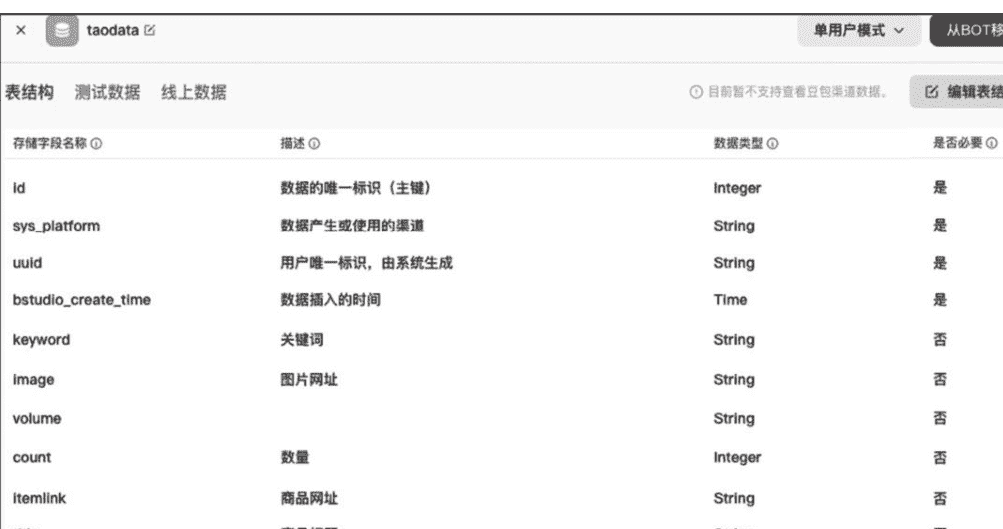 taodata 单用户模式 从BOT移
表结构 测试数据 线上数据 目前暂不支持查看豆包渠道数据。 编辑表结
存储字段名称 描述 数据类型 是否必要
id 数据的唯一标识（主键） Integer 是
sys_platform 数据产生或使用的渠道 String 是
uuid 用户唯一标识，由系统生成 String 是
bstudio_create_time 数据插入的时间 Time 是
keyword 关键词 String 否
image 图片网址 String 否
volume String 否
count 数量 Integer 否
itemlink 商品网址 String 否